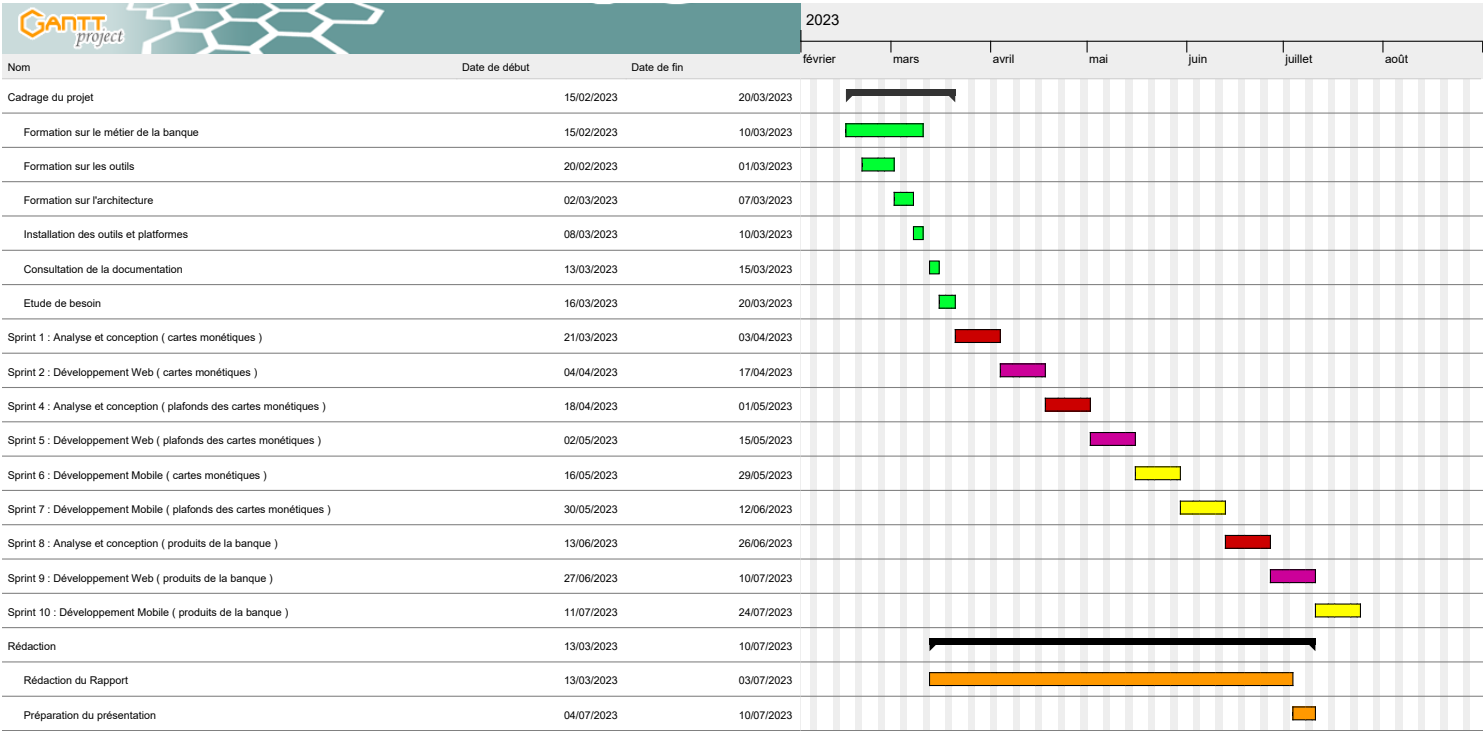 GANTT
project
2023
Nom Date de début Date de fin février mars avril mai juin juillet août
Cadrage du projet 15/02/2023 20/03/2023
Formation sur le métier de la banque 15/02/2023 10/03/2023
Formation sur les outils 20/02/2023 01/03/2023
Formation sur l'architecture 02/03/2023 07/03/2023
Installation des outils et platformes 08/03/2023 10/03/2023
Consultation de la documentation 13/03/2023 15/03/2023
Etude de besoin 16/03/2023 20/03/2023
Sprint 1 : Analyse et conception ( cartes monétiques ) 21/03/2023 03/04/2023
Sprint 2 : Développement Web ( cartes monétiques ) 04/04/2023 17/04/2023
Sprint 4 : Analyse et conception ( plafonds des cartes monétiques ) 18/04/2023 01/05/2023
Sprint 5 : Développement Web ( plafonds des cartes monétiques ) 02/05/2023 15/05/2023
Sprint 6 : Développement Mobile ( cartes monétiques ) 16/05/2023 29/05/2023
Sprint 7 : Développement Mobile ( plafonds des cartes monétiques ) 30/05/2023 12/06/2023
Sprint 8 : Analyse et conception ( produits de la banque ) 13/06/2023 26/06/2023
Sprint 9 : Développement Web ( produits de la banque ) 27/06/2023 10/07/2023
Sprint 10 : Développement Mobile ( produits de la banque ) 11/07/2023 24/07/2023
Rédaction 13/03/2023 10/07/2023
Rédaction du Rapport 13/03/2023 03/07/2023
Préparation du présentation 04/07/2023 10/07/2023